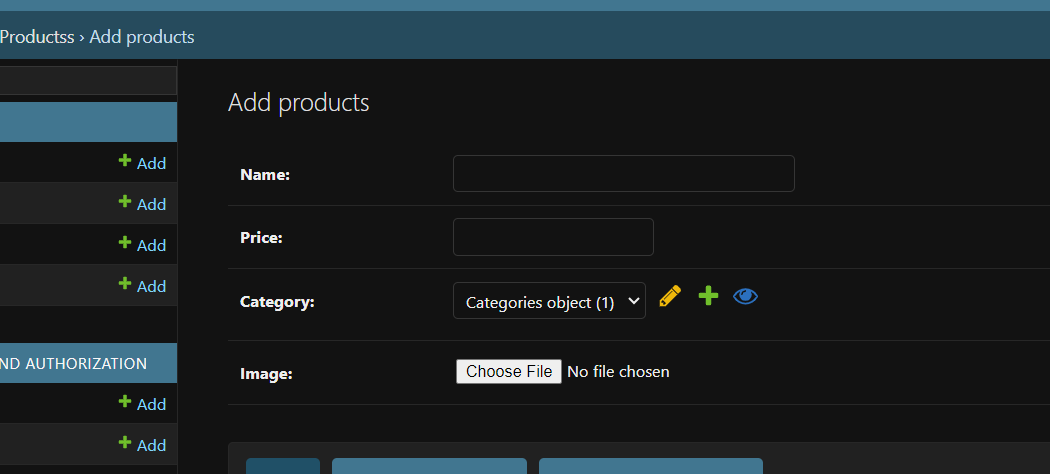 Productss › Add products
Add products
Add
Add
Add
Add
ND AUTHORIZATION
Add
Add
Name:
Price:
Category:
Categories object (1)
Image:
Choose File No file chosen